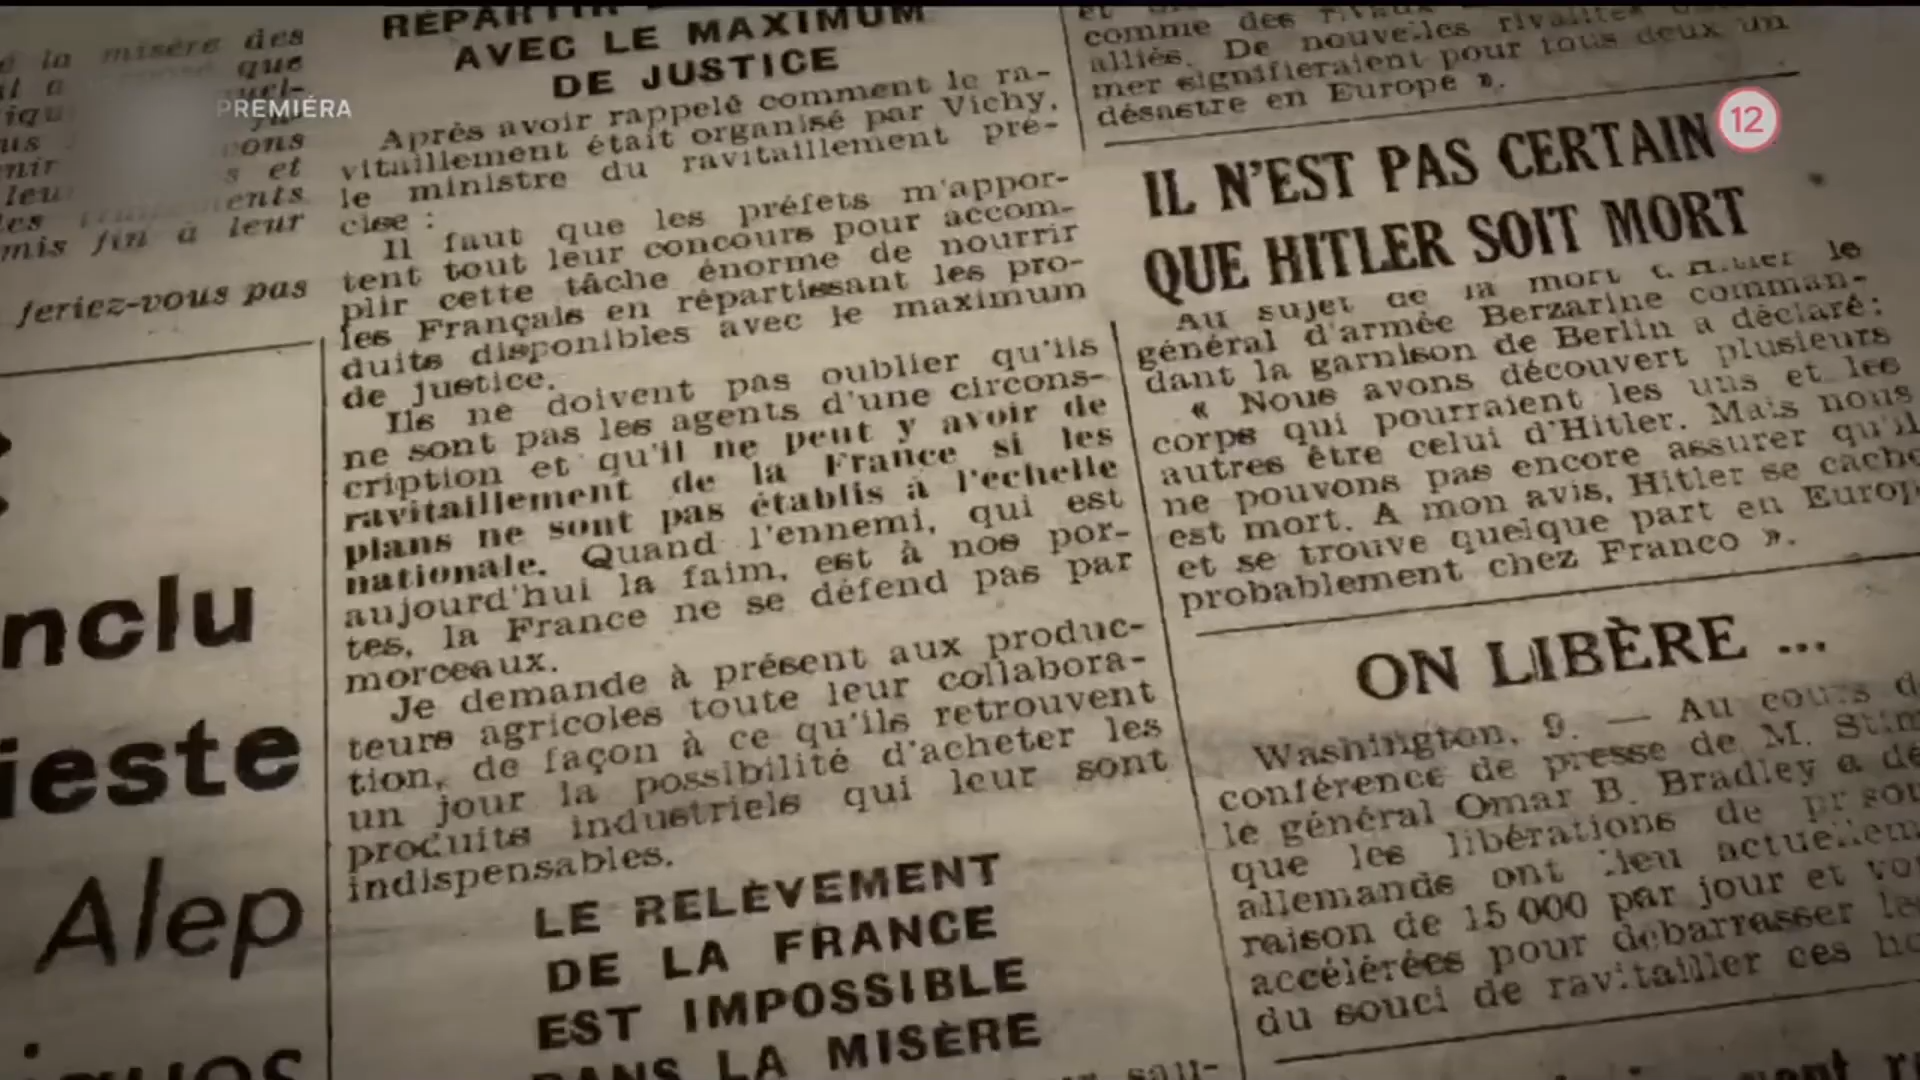 la misère des
que
ons
s et
leur
ents
mis fin à leur
feriez-vous pas
nclu
ieste
Alep
PREMIÉRA
RÉPARTIR
AVEC LE MAXIMUM
DE JUSTICE
Après avoir rappelé comment le ra-
vitaillement était organisé par Vichy,
le ministre du ravitaillement pré-
cise :
Il faut que les préfets m'appor-
tent tout leur concours pour accom-
plir cette tâche énorme de nourrir
les Français en répartissant les pro-
duits disponibles avec le maximum
de justice.
Ils ne doivent pas oublier qu'ils
ne sont pas les agents d'une circons-
cription et qu'il ne peut y avoir de
ravitaillement de la France si les
plans ne sont pas établis à l'échelle
nationale. Quand l'ennemi, qui est
aujourd'hui la faim, est à nos por-
tes, la France ne se défend pas par
morceaux.
Je demande à présent aux produc-
teurs agricoles toute leur collabora-
tion, de façon à ce qu'ils retrouvent
un jour la possibilité d'acheter les
produits industriels qui leur sont
indispensables.
LE RELÈVEMENT
DE LA FRANCE
EST IMPOSSIBLE
DANS LA MISÈRE
comme des rivaux
alliés. De nouvelles rivalités
mer signifieraient pour tous deux un
désastre en Europe ».
12
IL N'EST PAS CERTAIN
QUE HITLER SOIT MORT
Au sujet de la mort d'Hitler le
général d'armée Berzarine comman-
dant la garnison de Berlin a déclaré:
« Nous avons découvert plusieurs
corps qui pourraient les uns et les
autres être celui d'Hitler. Mais nous
ne pouvons pas encore assurer qu'il
est mort. A mon avis, Hitler se cache
et se trouve quelque part en Europ
probablement chez Franco ».
ON LIBÈRE ...
Washington, 9. — Au cours d
conférence de presse de M. Stim
le général Omar B. Bradley a dé
que les libérations de prison
allemands ont lieu actuellem
raison de 15 000 par jour et vo
accélérées pour débarrasser le
du souci de ravitailler ces ho